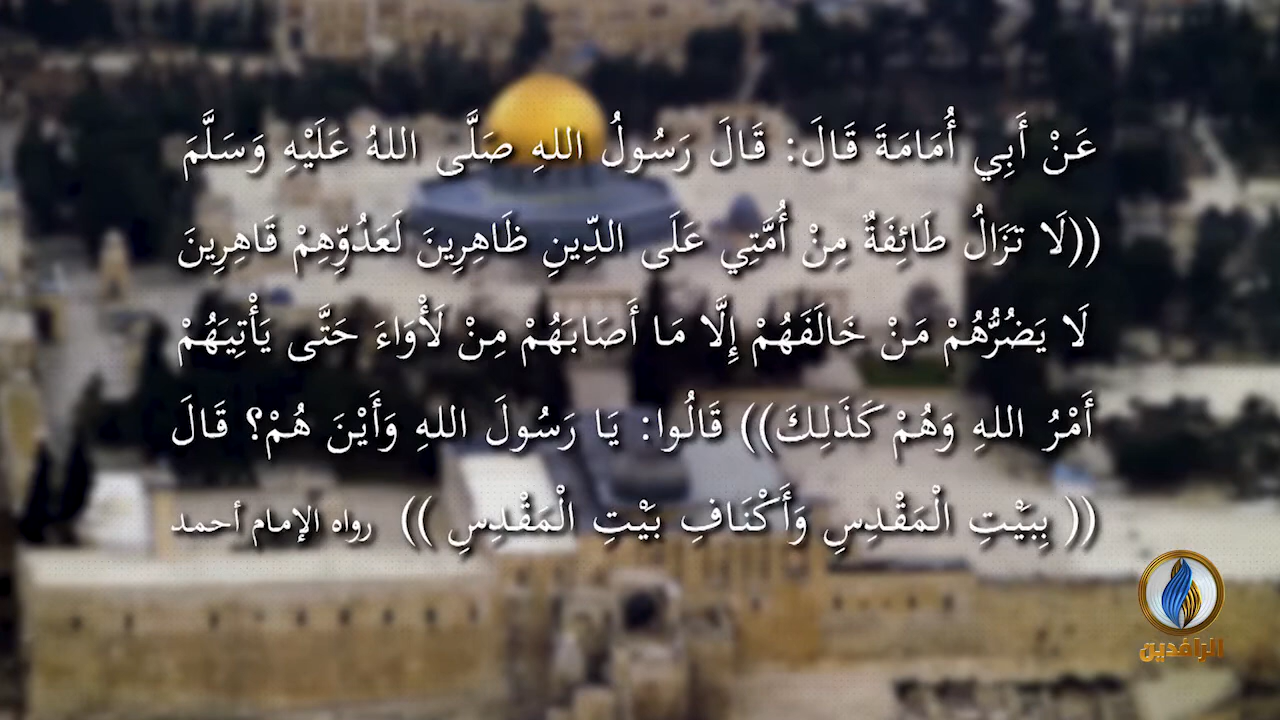 عَنْ أَبِي أُمَامَةَ قَالَ: قَالَ رَسُولُ اللهِ صَلَّى اللهُ عَلَيْهِ وَسَلَّمَ
((لَا تَزَالُ طَائِفَةٌ مِنْ أُمَّتِي عَلَى الدِّينِ ظَاهِرِينَ لَعَدُوِّهِمْ قَاهِرِينَ
لَا يَضُرُّهُمْ مَنْ خَالَفَهُمْ إِلَّا مَا أَصَابَهُمْ مِنْ لَأْوَاءَ حَتَّى يَأْتِيَهُمْ
أَمْرُ اللهِ وَهُمْ كَذَلِكَ)) قَالُوا: يَا رَسُولَ اللهِ وَأَيْنَ هُمْ؟ قَالَ
(( بِبَيْتِ الْمَقْدِسِ وَأَكْنَافِ بَيْتِ الْمَقْدِسِ )) رواه الإمام أحمد
الرافدين